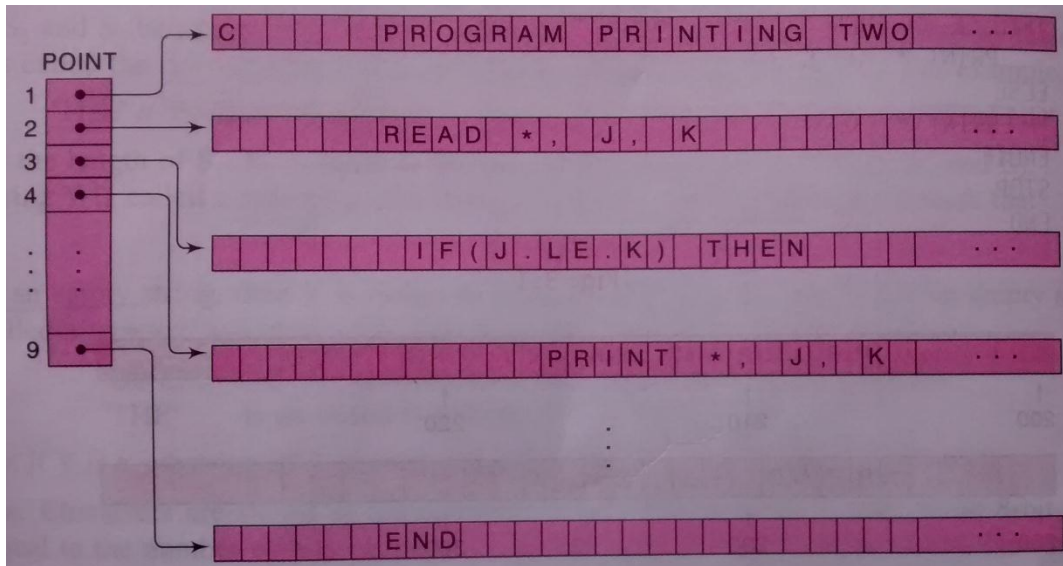 C PROGRAM PRINTING TWO ...
POINT
1
2 READ *, J, K ...
3
4
IF(J.LE.K) THEN ...
.
.
.
9 PRINT *, J, K ...
.
.
.
END ...